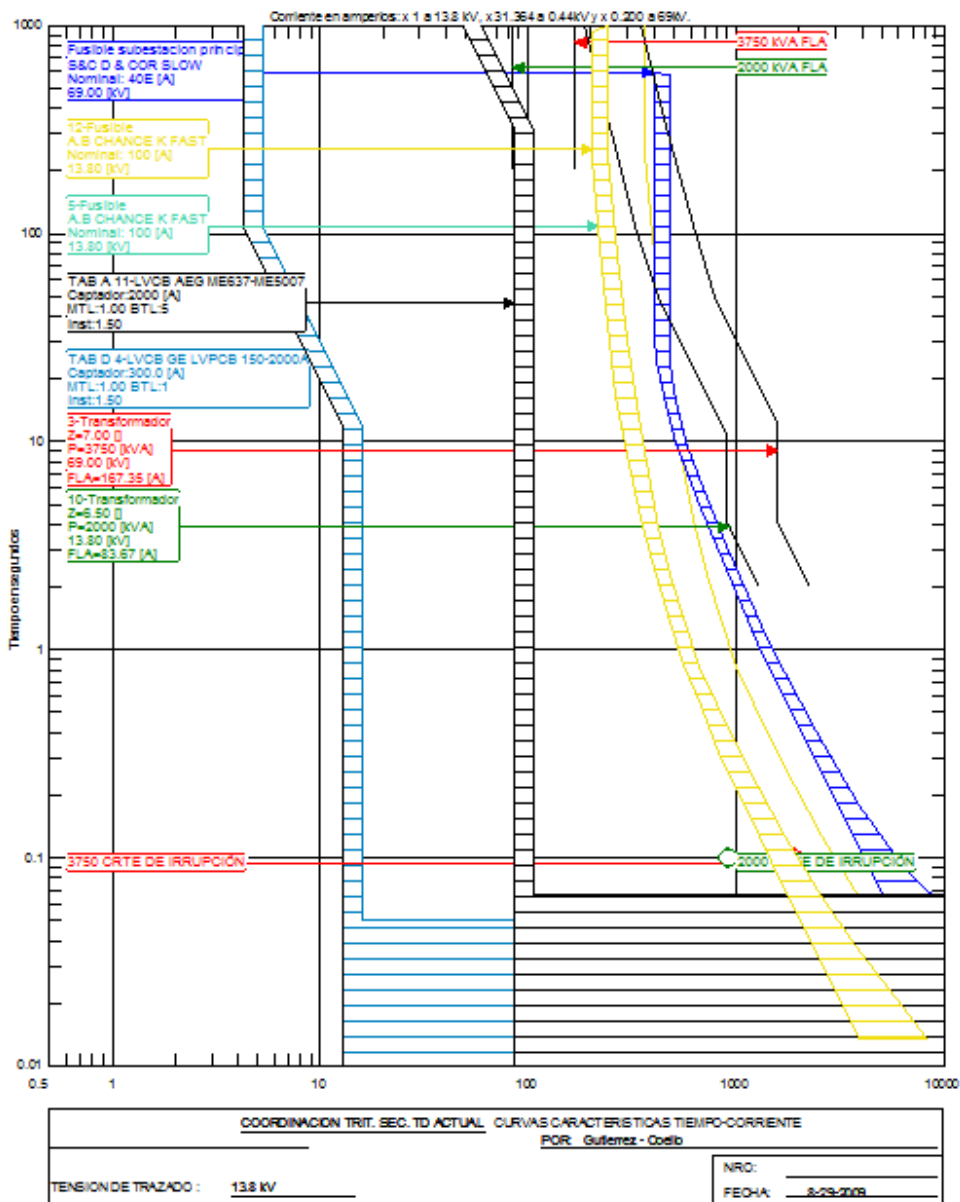 Corriente en amperios: x 1 a 13.8 kV, x 31.364 a 0.44kV y x 0.200 a 69kV.
1000
Fusible subestacion princip
S&C D & COR SLOW
Nominal: 40E [A]
69.00 [kV]
3750 kVA FLA
2000 kVA FLA
12-Fusible
A.B CHANCE K FAST
Nominal: 100 [A]
13.80 [kV]
5-Fusible
A.B CHANCE K FAST
Nominal: 100 [A]
13.80 [kV]
100
TAB A 11-LVCB AEG ME637-ME5007
Captador:2000 [A]
MTL:1.00 BTL:5
Inst:1.50
TAB D 4-LVCB GE LVPCB 150-2000A
Captador:300.0 [A]
MTL:1.00 BTL:1
Inst:1.50
3-Transformador
Z=7.00 []
P=3750 [kVA]
69.00 [kV]
FLA=167.35 [A]
10
10-Transformador
Z=6.50 []
P=2000 [kVA]
13.80 [kV]
FLA=83.67 [A]
Tiempo en segundos
1
0.1
3750 CRTE DE IRRUPCIÓN
2000 E DE IRRUPCIÓN
0.01
0.5 1 10 100 1000 10000
COORDINACION TRIT. SEC. TD ACTUAL CURVAS CARACTERISTICAS TIEMPO-CORRIENTE
POR: Gutierrez - Coello
TENSION DE TRAZADO : 13.8 kV
NRO:
FECHA: 8-29-2009